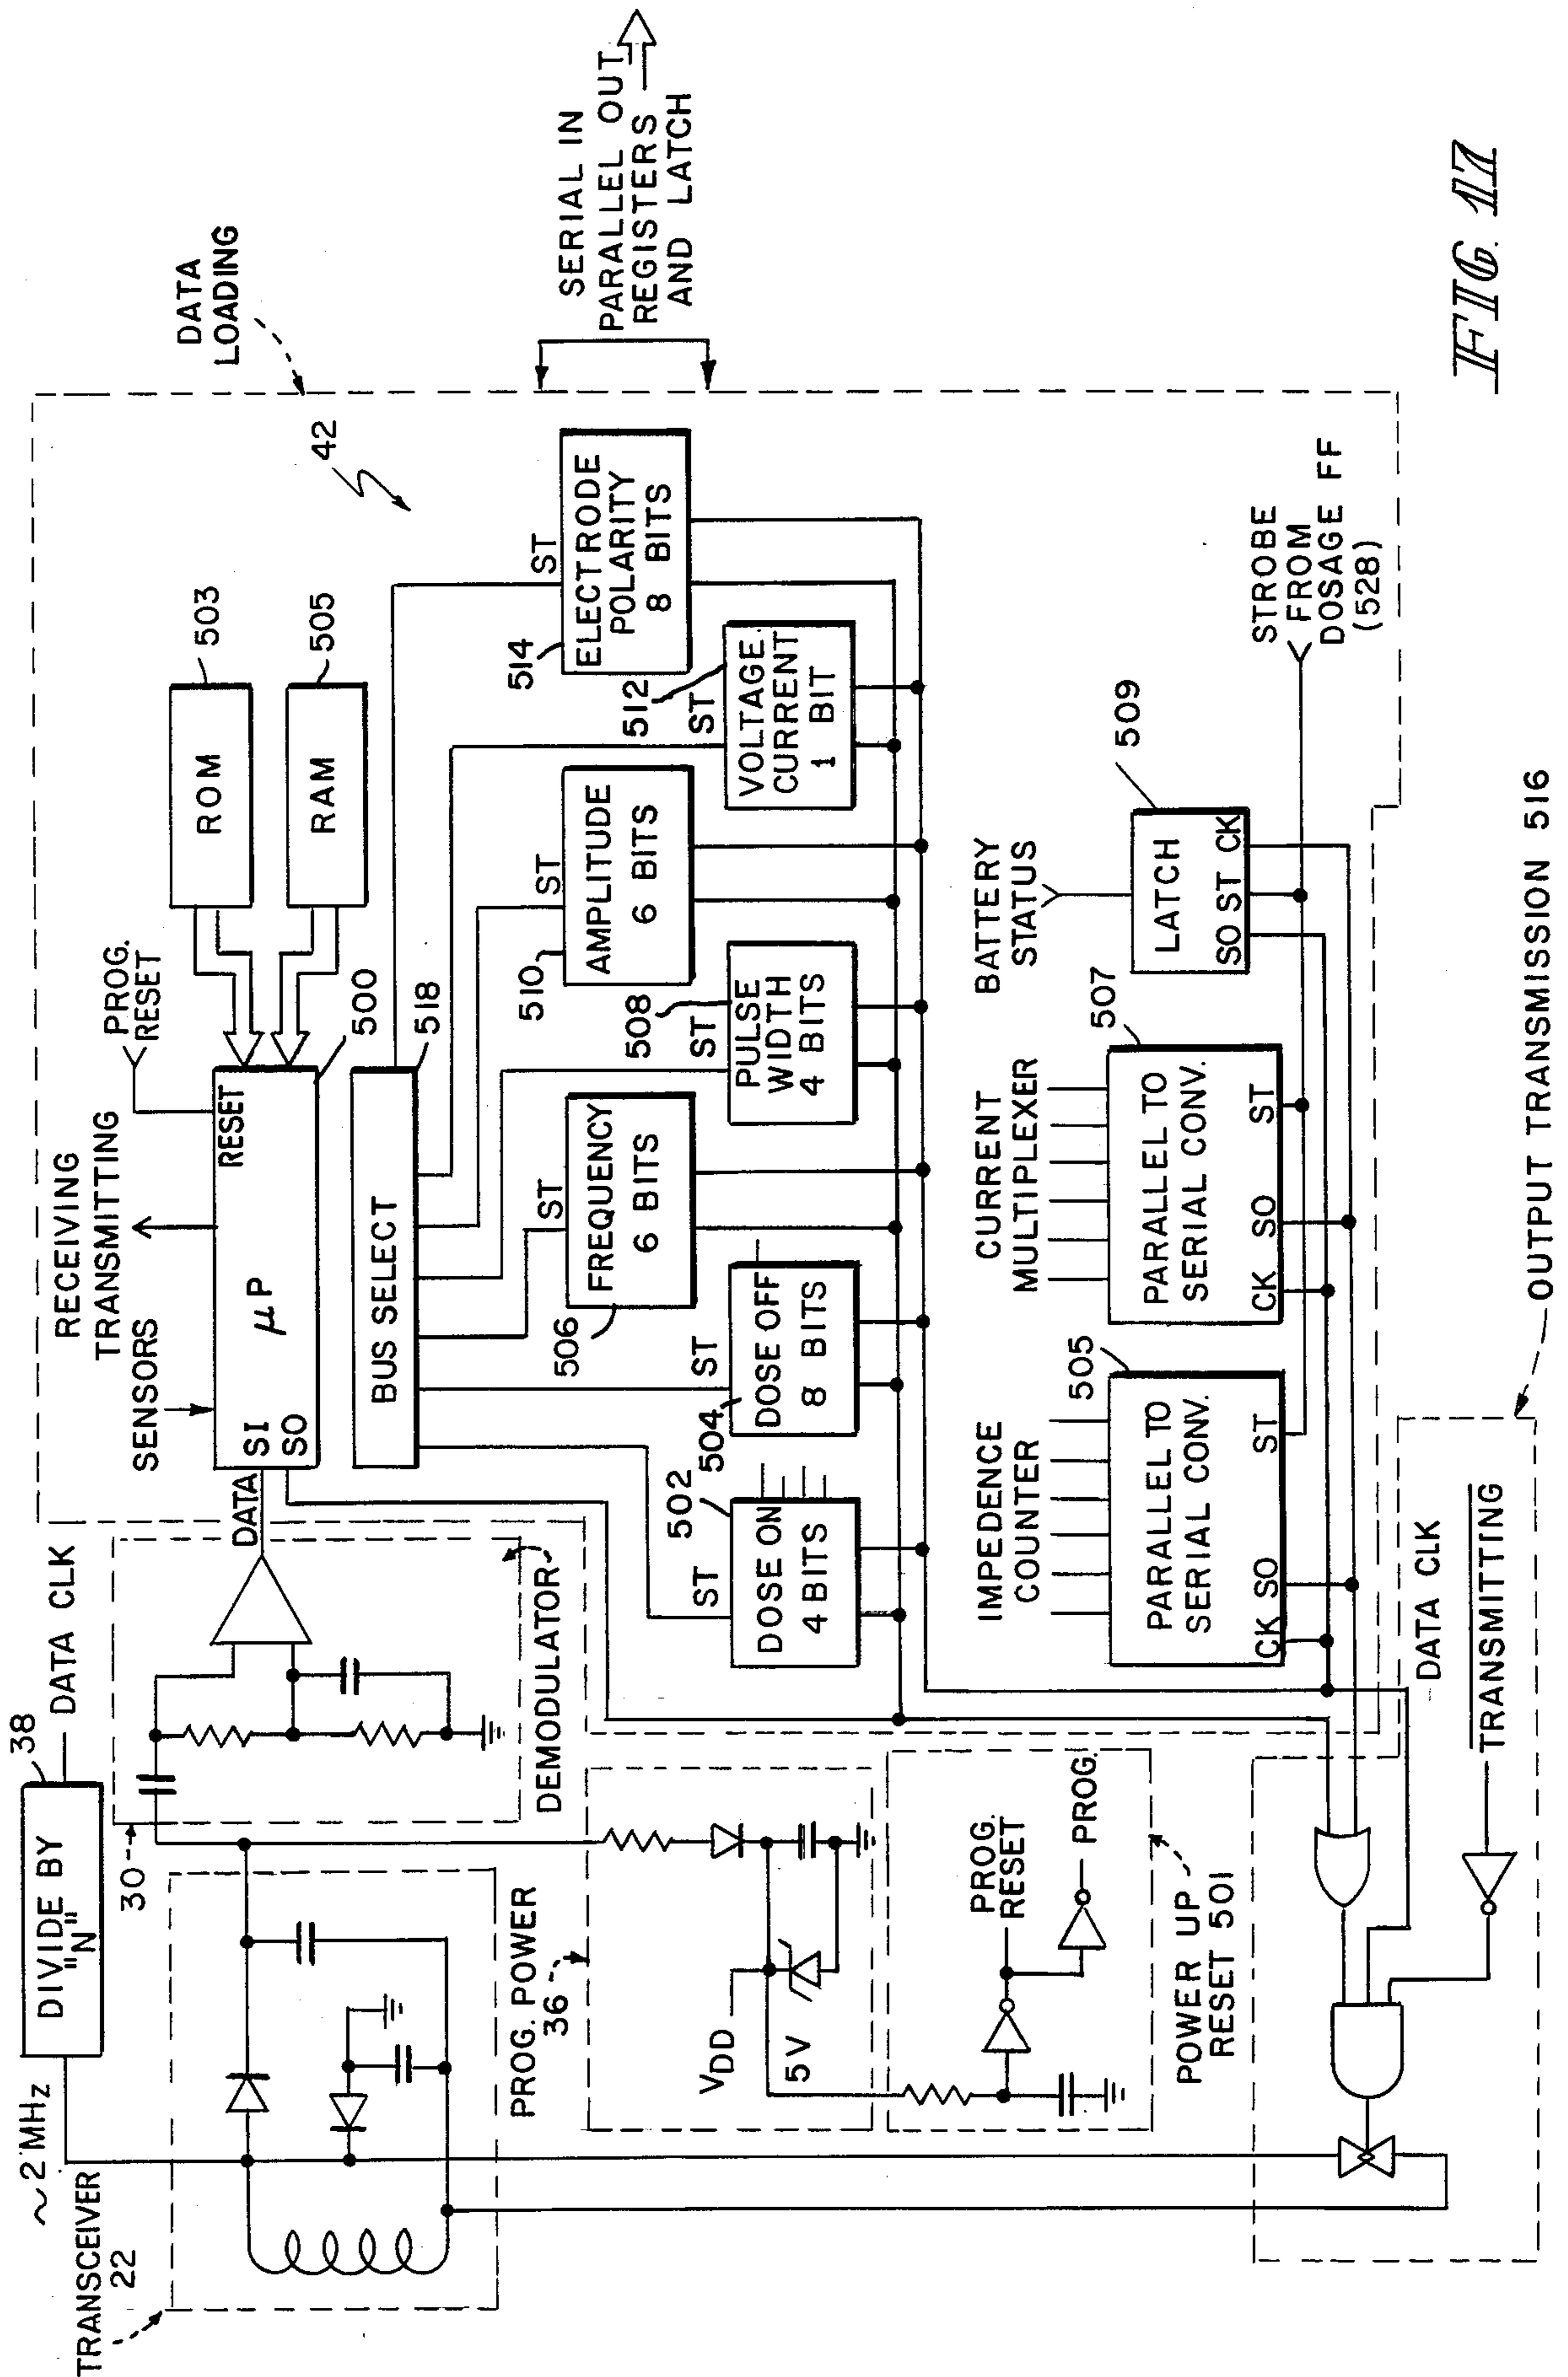 ~2 MHz
TRANSCEIVER
22
DIVIDE BY
"N"
38
DATA CLK
30
DEMODULATOR
DATA
PROG. POWER
36
VDD
5V
PROG.
RESET
PROG.
POWER UP
RESET 501
SENSORS
RECEIVING
TRANSMITTING
PROG.
RESET
SI
SO
μP
RESET
500
ROM
503
RAM
505
DATA
LOADING
42
BUS SELECT
518
ST
DOSE ON
4 BITS
502
ST
DOSE OFF
8 BITS
504
ST
FREQUENCY
6 BITS
506
ST
PULSE
WIDTH
4 BITS
508
ST
AMPLITUDE
6 BITS
510
ST
VOLTAGE
CURRENT
1 BIT
512
ST
ELECTRODE
POLARITY
8 BITS
514
SERIAL IN
PARALLEL OUT
REGISTERS
AND LATCH
IMPEDENCE
COUNTER
505
PARALLEL TO
SERIAL CONV.
CK SO ST
CURRENT
MULTIPLEXER
507
PARALLEL TO
SERIAL CONV.
CK SO ST
BATTERY
STATUS
509
LATCH
SO ST CK
STROBE
FROM
DOSAGE FF
(528)
DATA CLK
TRANSMITTING
OUTPUT TRANSMISSION 516
FIG. 17